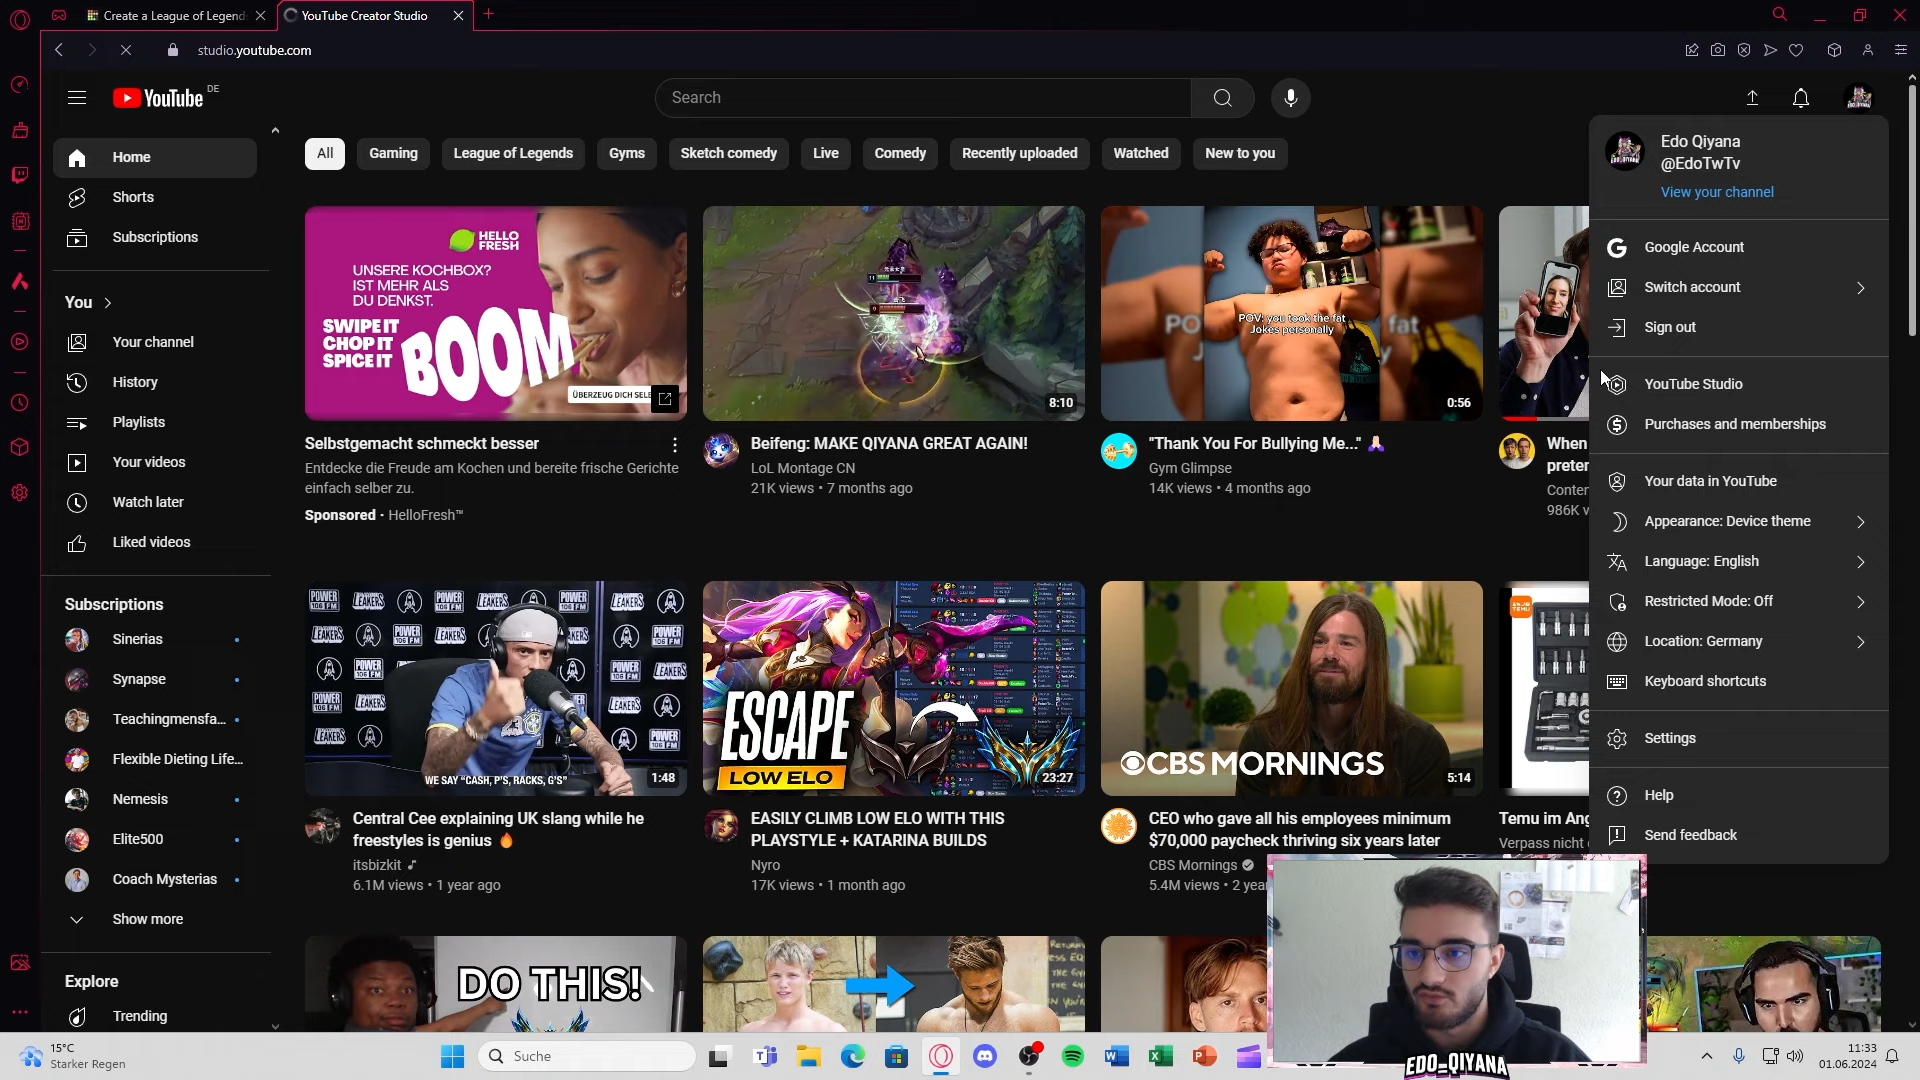 Create a League of Legend
YouTube Creator Studio
studio.youtube.com
YouTube DE
Search
Home
Shorts
Subscriptions
You
Your channel
History
Playlists
Your videos
Watch later
Liked videos
Subscriptions
Sinerias
Synapse
Teachingmensfa...
Flexible Dieting Life...
Nemesis
Elite500
Coach Mysterias
Show more
Explore
Trending
All
Gaming
League of Legends
Gyms
Sketch comedy
Live
Comedy
Recently uploaded
Watched
New to you
HELLO
FRESH
UNSERE KOCHBOX?
IST MEHR ALS
DU DENKST.
SWIPE IT
CHOP IT
SPICE IT
BOOM
ÜBERZEUG DICH SELB
Selbstgemacht schmeckt besser
Entdecke die Freude am Kochen und bereite frische Gerichte
einfach selber zu.
Sponsored · HelloFresh™
8:10
Beifeng: MAKE QIYANA GREAT AGAIN!
LoL Montage CN
21K views • 7 months ago
POV: you took the fat
Jokes personally
PO
fat
0:56
"Thank You For Bullying Me..."
Gym Glimpse
14K views • 4 months ago
When
preten
Conten
986K v
POWER
106 FM
LEAKERS
WE SAY "CASH, P'S, RACKS, G'S"
1:48
Central Cee explaining UK slang while he
freestyles is genius
itsbizkit
6.1M views • 1 year ago
ESCAPE
LOW ELO
23:27
EASILY CLIMB LOW ELO WITH THIS
PLAYSTYLE + KATARINA BUILDS
Nyro
17K views • 1 month ago
CBS MORNINGS
5:14
CEO who gave all his employees minimum
$70,000 paycheck thriving six years later
CBS Mornings
5.4M views • 2 yea
Temu im Ang
Verpass nicht
DO THIS!
Edo Qiyana
@EdoTwTv
View your channel
Google Account
Switch account
Sign out
YouTube Studio
Purchases and memberships
Your data in YouTube
Appearance: Device theme
Language: English
Restricted Mode: Off
Location: Germany
Keyboard shortcuts
Settings
Help
Send feedback
EDO_QIYANA
15°C
Starker Regen
Suche
11:33
01.06.2024